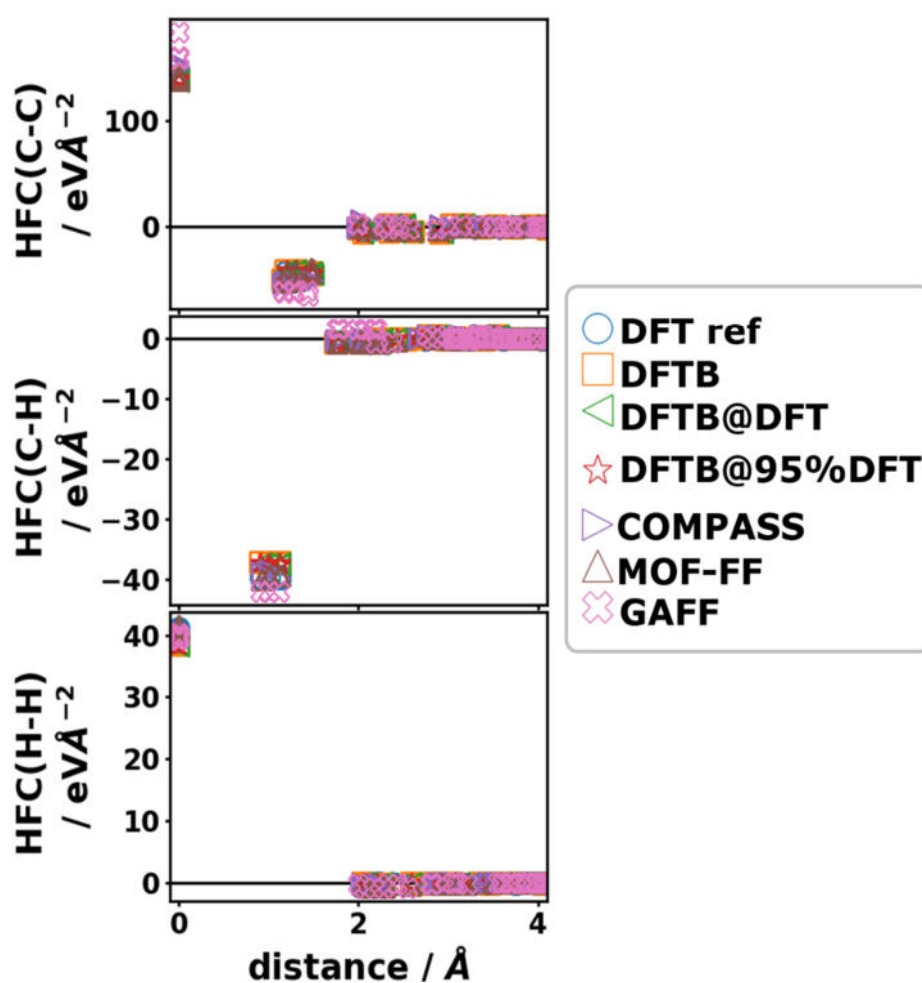 HFC(C-C)
/ eVÅ⁻²
100
0
HFC(C-H)
/ eVÅ⁻²
0
−10
−20
−30
−40
HFC(H-H)
/ eVÅ⁻²
40
30
20
10
0
0 2 4
distance / Å
DFT ref
DFTB
DFTB@DFT
DFTB@95%DFT
COMPASS
MOF-FF
GAFF